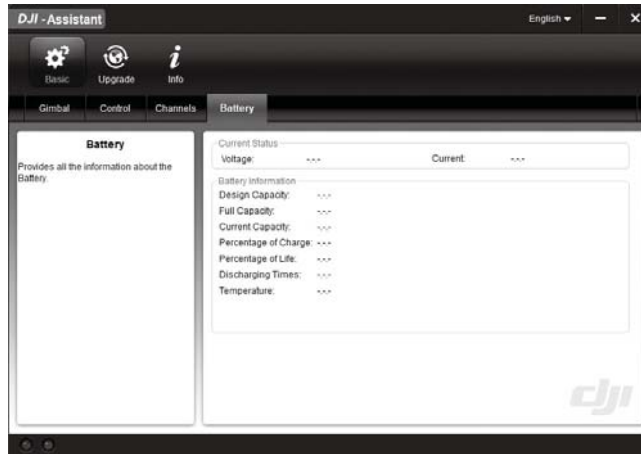 DJI - Assistant
English
Basic
Upgrade
Info
Gimbal
Control
Channels
Battery
Battery
Provides all the information about the
Battery.
Current Status
Voltage: -.-.-
Current: -.-.-
Battery Information
Design Capacity: -.-.-
Full Capacity: -.-.-
Current Capacity: -.-.-
Percentage of Charge: -.-.-
Percentage of Life: -.-.-
Discharging Times: -.-.-
Temperature: -.-.-
dji